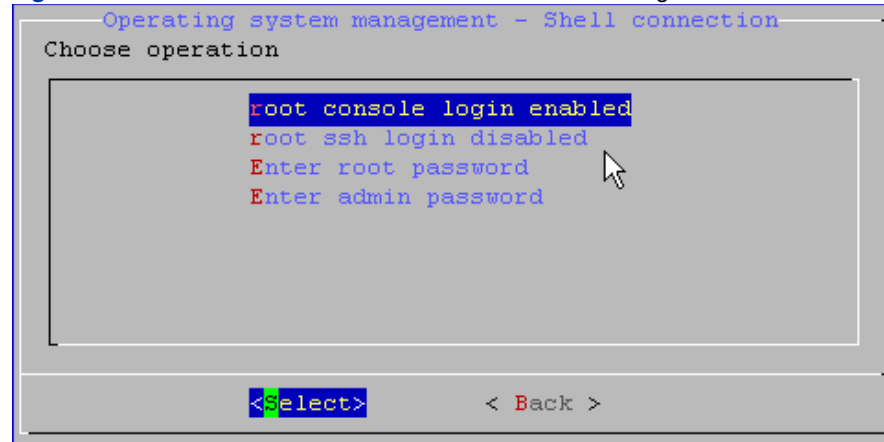 Operating system management - Shell connection
Choose operation
root console login enabled
root ssh login disabled
Enter root password
Enter admin password
<Select> < Back >